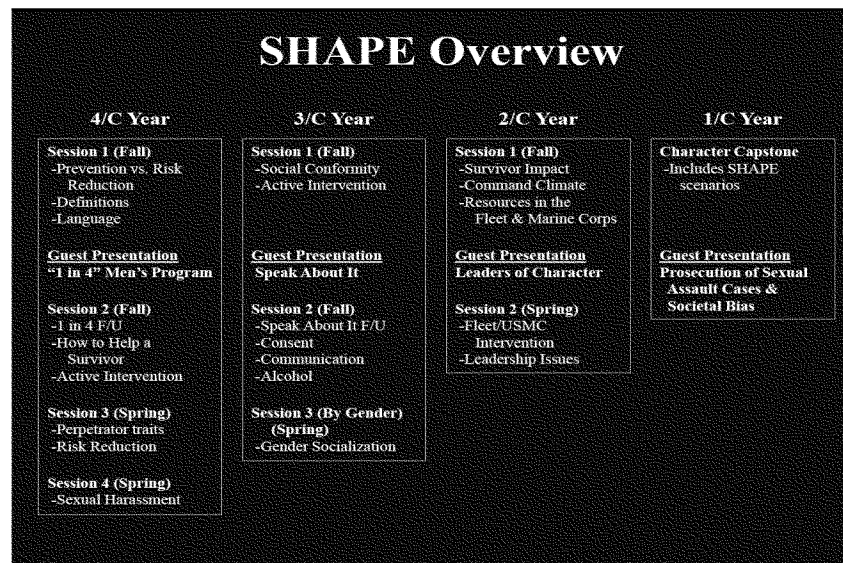 SHAPE Overview
4/C Year
Session 1 (Fall)
-Prevention vs. Risk
Reduction
-Definitions
-Language
Guest Presentation
“1 in 4” Men’s Program
Session 2 (Fall)
-1 in 4 F/U
-How to Help a
Survivor
-Active Intervention
Session 3 (Spring)
-Perpetrator traits
-Risk Reduction
Session 4 (Spring)
-Sexual Harassment
3/C Year
Session 1 (Fall)
-Social Conformity
-Active Intervention
Guest Presentation
Speak About It
Session 2 (Fall)
-Speak About It F/U
-Consent
-Communication
-Alcohol
Session 3 (By Gender)
(Spring)
-Gender Socialization
2/C Year
Session 1 (Fall)
-Survivor Impact
-Command Climate
-Resources in the
Fleet & Marine Corps
Guest Presentation
Leaders of Character
Session 2 (Spring)
-Fleet/USMC
Intervention
-Leadership Issues
1/C Year
Character Capstone
-Includes SHAPE
scenarios
Guest Presentation
Prosecution of Sexual
Assault Cases &
Societal Bias